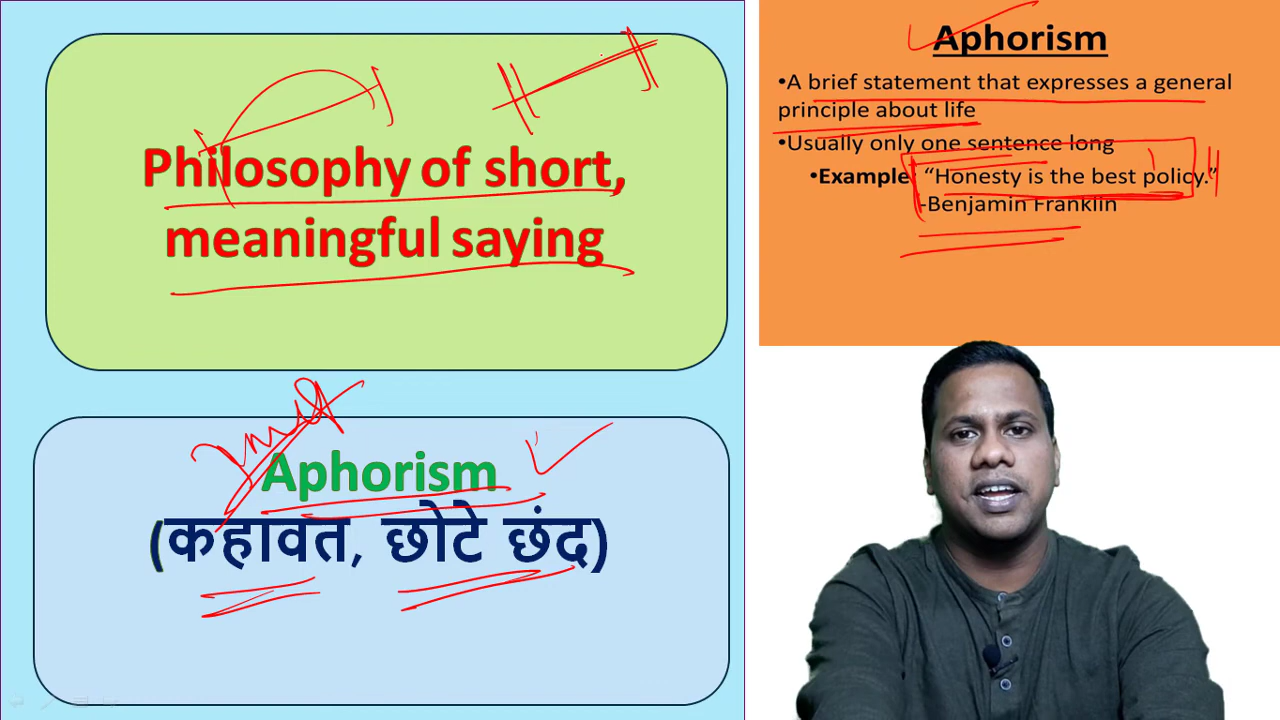 Philosophy of short,
meaningful saying
Aphorism
(कहावत, छोटे छंद)
Aphorism
•A brief statement that expresses a general
principle about life
•Usually only one sentence long
•Example: “Honesty is the best policy.”
-Benjamin Franklin